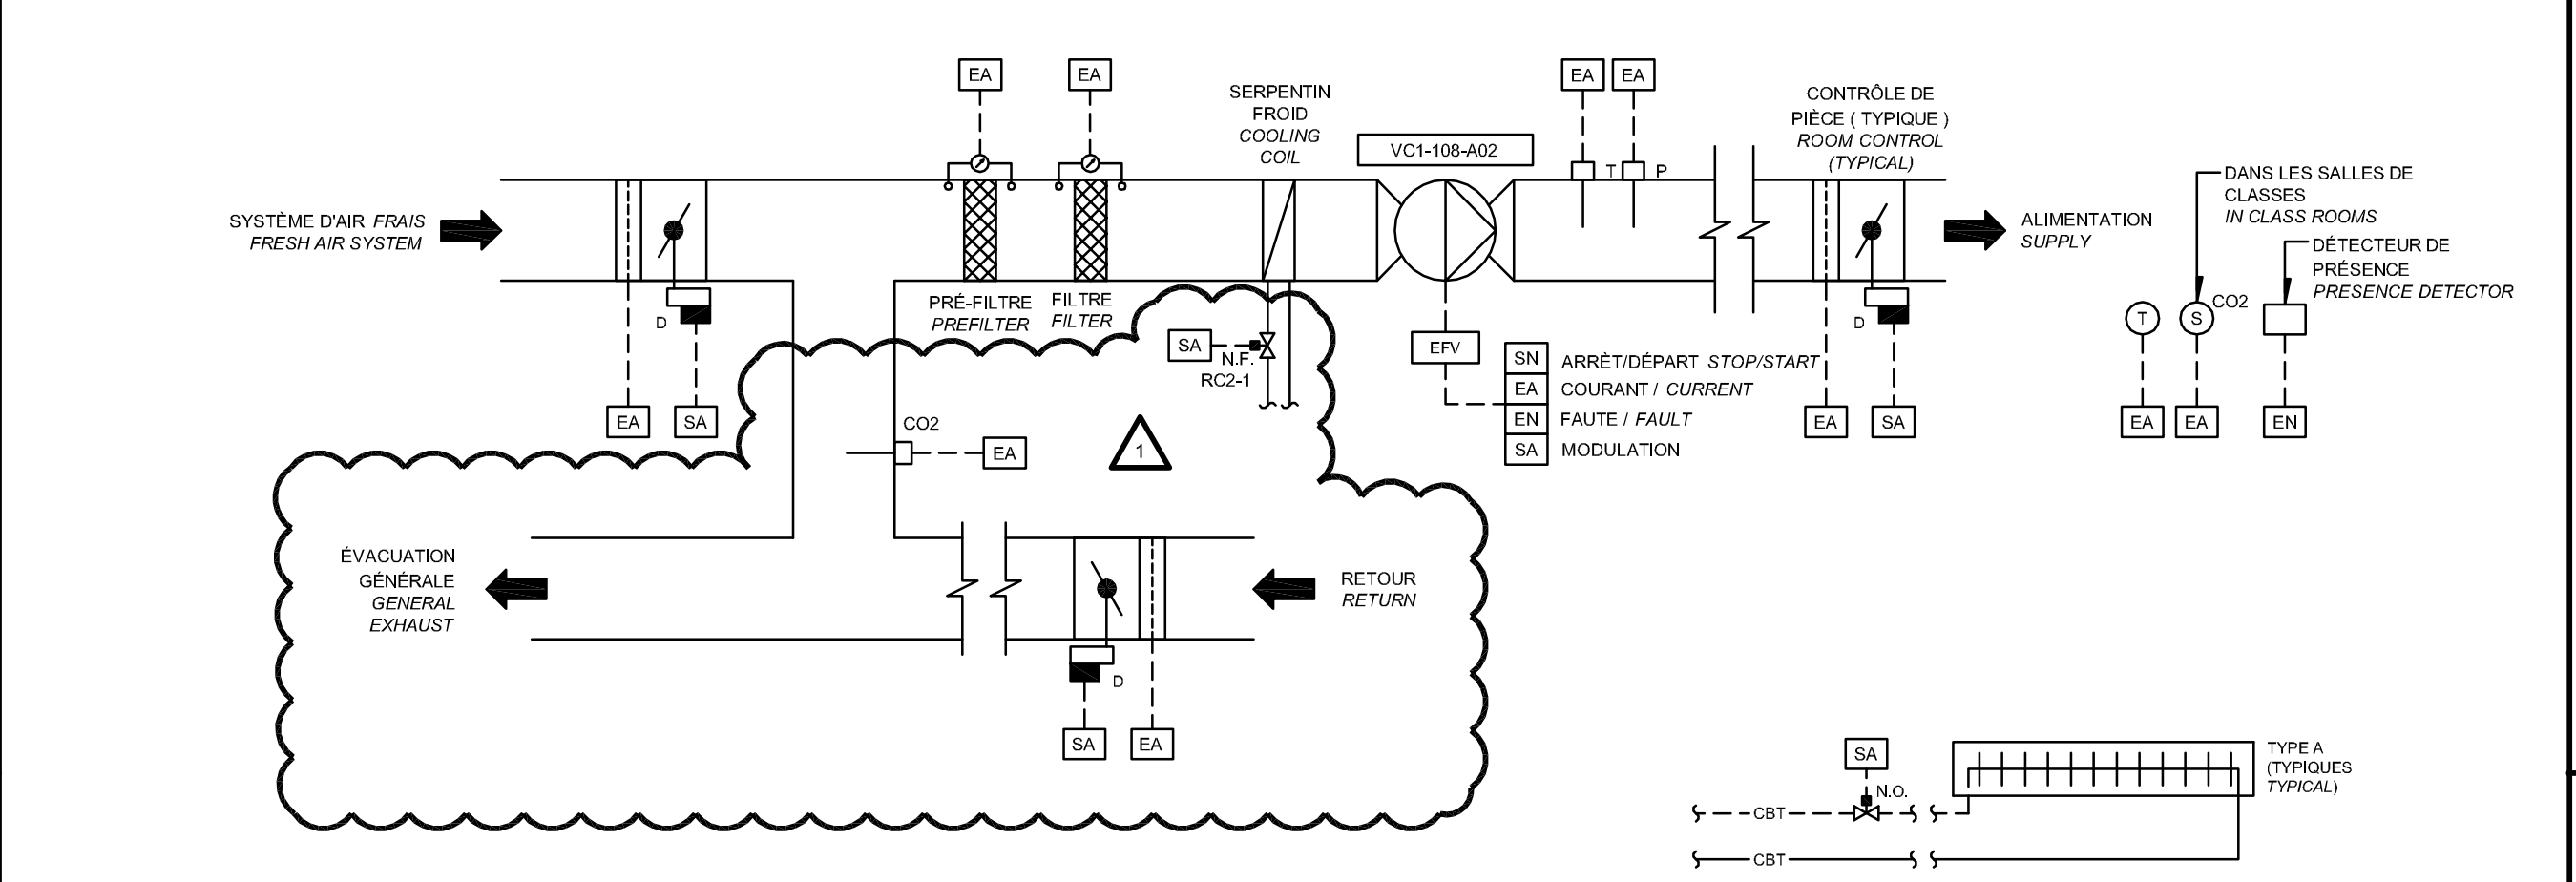 EA
EA
SERPENTIN
FROID
COOLING
COIL
VC1-108-A02
EA
EA
T
P
CONTRÔLE DE
PIÈCE ( TYPIQUE )
ROOM CONTROL
(TYPICAL)
DANS LES SALLES DE
CLASSES
IN CLASS ROOMS
SYSTÈME D'AIR FRAIS
FRESH AIR SYSTEM
ALIMENTATION
SUPPLY
DÉTECTEUR DE
PRÉSENCE
PRESENCE DETECTOR
PRÉ-FILTRE
PREFILTER
FILTRE
FILTER
D
D
T
S
CO2
SA
N.F.
RC2-1
EFV
SN ARRÈT/DÉPART STOP/START
EA COURANT / CURRENT
EN FAUTE / FAULT
SA MODULATION
EA
SA
EA
SA
EA
EA
EN
CO2
EA
1
ÉVACUATION
GÉNÉRALE
GENERAL
EXHAUST
RETOUR
RETURN
D
SA
EA
SA
N.O.
CBT
CBT
TYPE A
(TYPIQUES
TYPICAL)